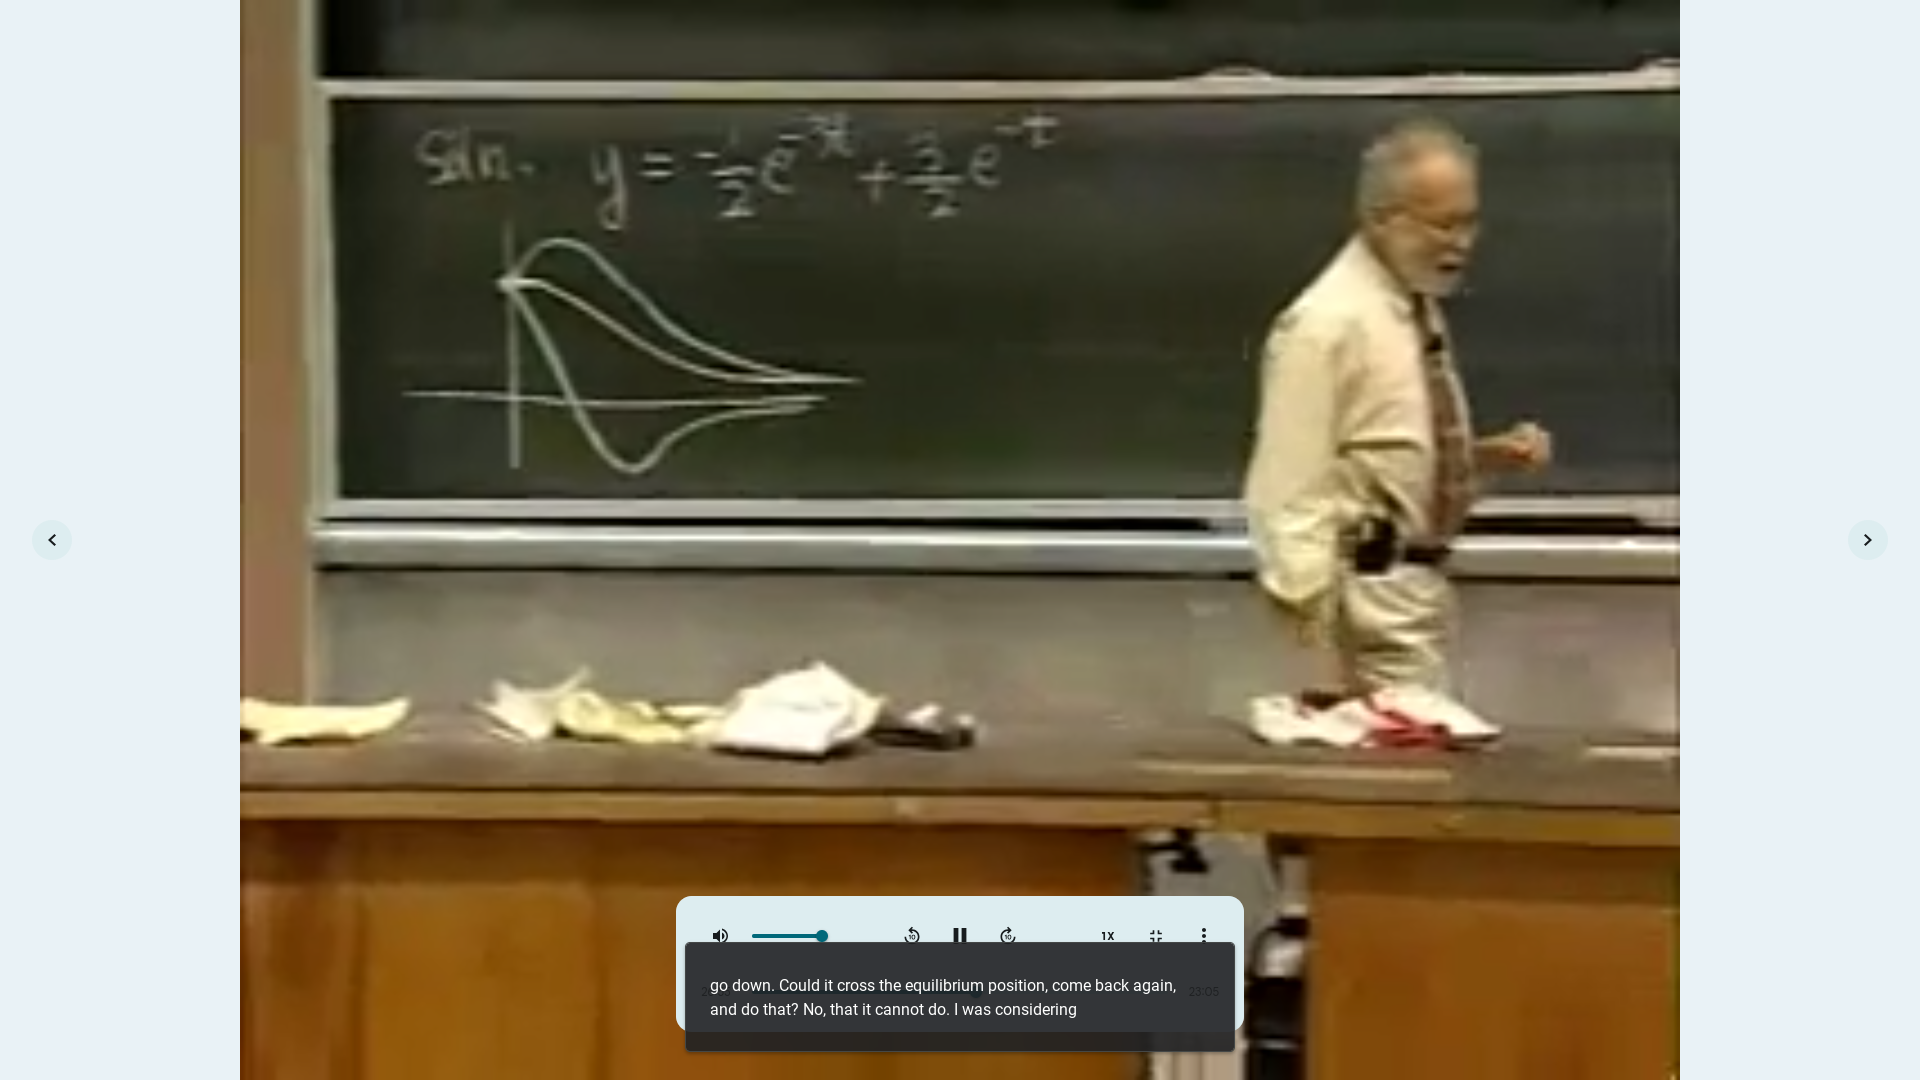 Soln. y = -1/2 e^-3t + 3/2 e^-t
1X
go down. Could it cross the equilibrium position, come back again,
23:05
and do that? No, that it cannot do. I was considering